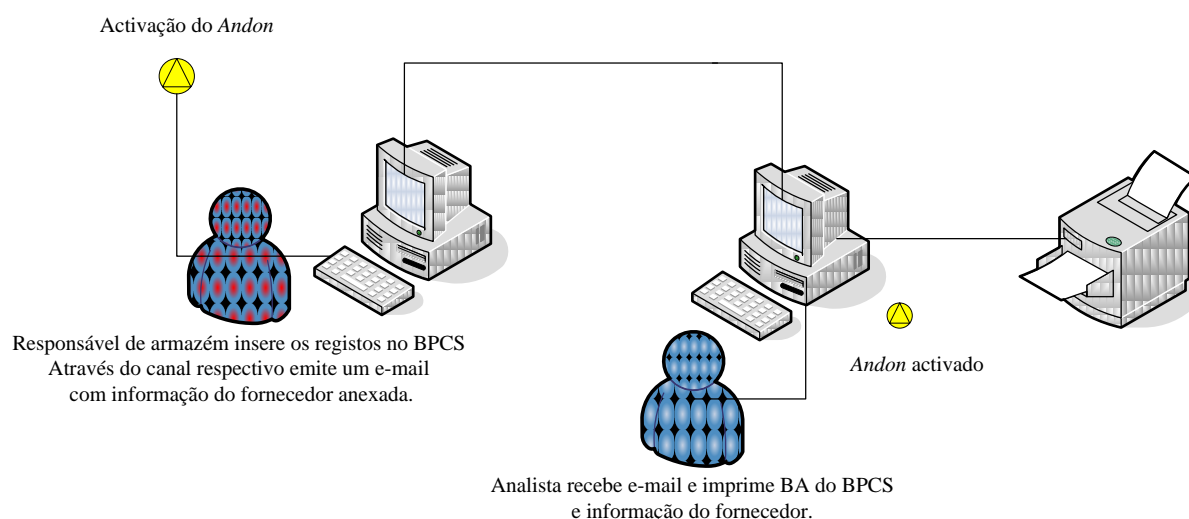 Activação do Andon
Responsável de armazém insere os registos no BPCS
Através do canal respectivo emite um e-mail
com informação do fornecedor anexada.
Andon activado
Analista recebe e-mail e imprime BA do BPCS
e informação do fornecedor.